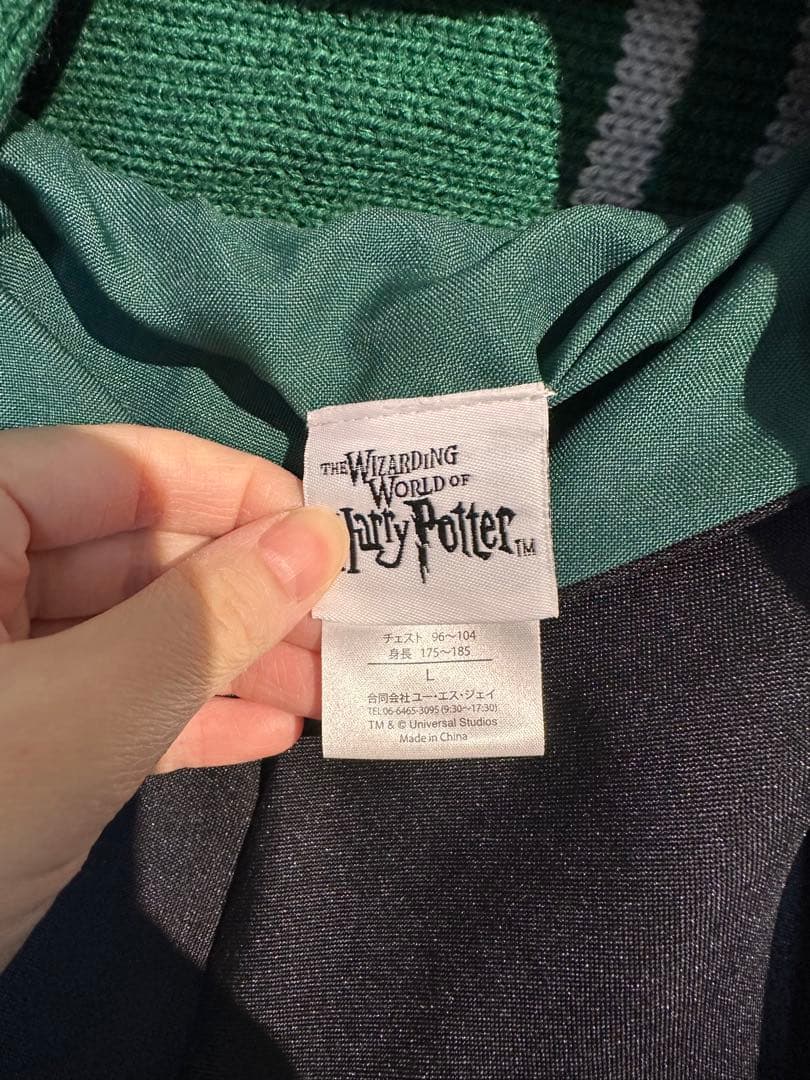 THE WIZARDING
WORLD OF
Harry Potter TM
チェスト 96～104
身長 175～185
L
合同会社ユー・エス・ジェイ
TEL 06-6465-3095 (9:30～17:30)
TM & © Universal Studios
Made in China